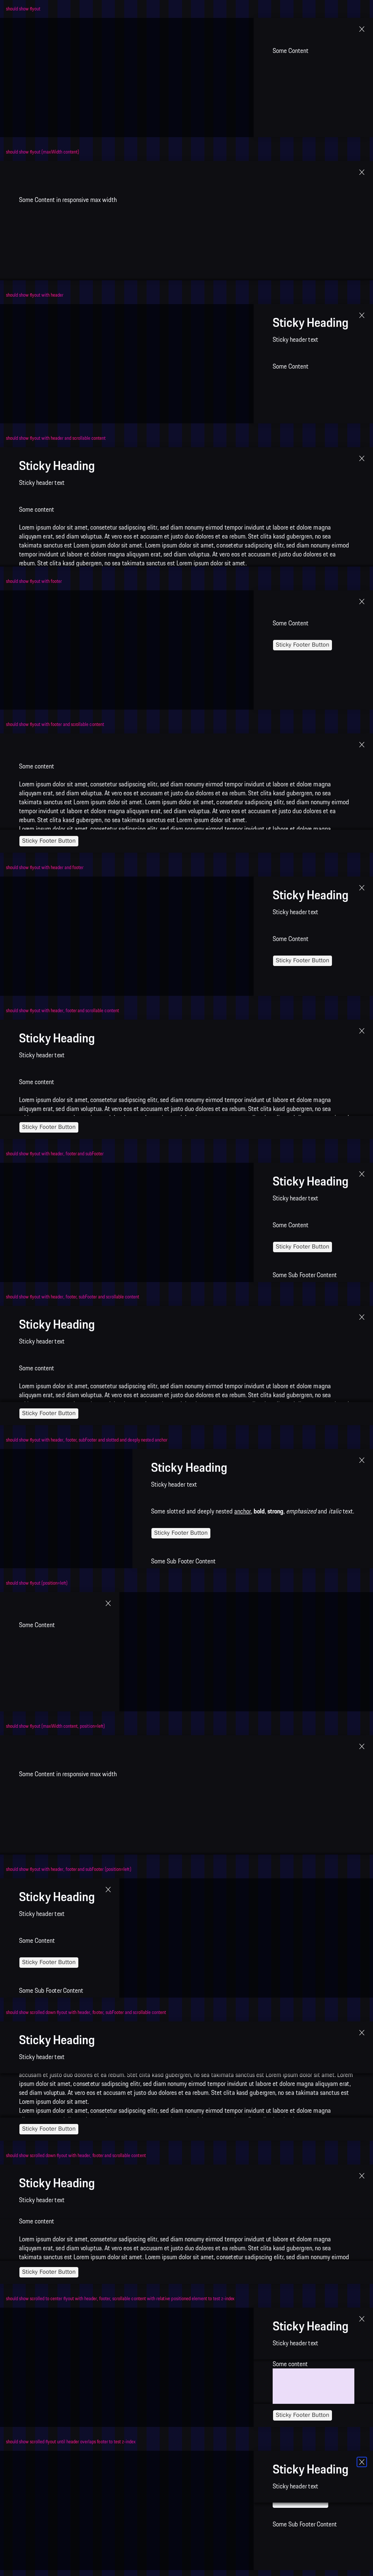 should show flyout
Some Content
should show flyout (maxWidth content)
Some Content in responsive max width
should show flyout with header
Sticky Heading
Sticky header text
Some Content
should show flyout with header and scrollable content
Sticky Heading
Sticky header text
Some content
Lorem ipsum dolor sit amet, consetetur sadipscing elitr, sed diam nonumy eirmod tempor invidunt ut labore et dolore magna
aliquyam erat, sed diam voluptua. At vero eos et accusam et justo duo dolores et ea rebum. Stet clita kasd gubergren, no sea
takimata sanctus est Lorem ipsum dolor sit amet. Lorem ipsum dolor sit amet, consetetur sadipscing elitr, sed diam nonumy eirmod
tempor invidunt ut labore et dolore magna aliquyam erat, sed diam voluptua. At vero eos et accusam et justo duo dolores et ea
rebum. Stet clita kasd gubergren, no sea takimata sanctus est Lorem ipsum dolor sit amet.
should show flyout with footer
Some Content
Sticky Footer Button
should show flyout with footer and scrollable content
Some content
Lorem ipsum dolor sit amet, consetetur sadipscing elitr, sed diam nonumy eirmod tempor invidunt ut labore et dolore magna
aliquyam erat, sed diam voluptua. At vero eos et accusam et justo duo dolores et ea rebum. Stet clita kasd gubergren, no sea
takimata sanctus est Lorem ipsum dolor sit amet. Lorem ipsum dolor sit amet, consetetur sadipscing elitr, sed diam nonumy eirmod
tempor invidunt ut labore et dolore magna aliquyam erat, sed diam voluptua. At vero eos et accusam et justo duo dolores et ea
rebum. Stet clita kasd gubergren, no sea takimata sanctus est Lorem ipsum dolor sit amet.
Lorem ipsum dolor sit amet, consetetur sadipscing elitr, sed diam nonumy eirmod tempor invidunt ut labore et dolore magna
Sticky Footer Button
should show flyout with header and footer
Sticky Heading
Sticky header text
Some Content
Sticky Footer Button
should show flyout with header, footer and scrollable content
Sticky Heading
Sticky header text
Some content
Lorem ipsum dolor sit amet, consetetur sadipscing elitr, sed diam nonumy eirmod tempor invidunt ut labore et dolore magna
aliquyam erat, sed diam voluptua. At vero eos et accusam et justo duo dolores et ea rebum. Stet clita kasd gubergren, no sea
Sticky Footer Button
should show flyout with header, footer and subFooter
Sticky Heading
Sticky header text
Some Content
Sticky Footer Button
Some Sub Footer Content
should show flyout with header, footer, subFooter and scrollable content
Sticky Heading
Sticky header text
Some content
Lorem ipsum dolor sit amet, consetetur sadipscing elitr, sed diam nonumy eirmod tempor invidunt ut labore et dolore magna
aliquyam erat, sed diam voluptua. At vero eos et accusam et justo duo dolores et ea rebum. Stet clita kasd gubergren, no sea
Sticky Footer Button
should show flyout with header, footer, subFooter and slotted and deeply nested anchor
Sticky Heading
Sticky header text
Some slotted and deeply nested anchor, bold, strong, emphasized and italic text.
Sticky Footer Button
Some Sub Footer Content
should show flyout (position=left)
Some Content
should show flyout (maxWidth content, position=left)
Some Content in responsive max width
should show flyout with header, footer and subFooter (position=left)
Sticky Heading
Sticky header text
Some Content
Sticky Footer Button
Some Sub Footer Content
should show scrolled down flyout with header, footer, subFooter and scrollable content
Sticky Heading
Sticky header text
accusam et justo duo dolores et ea rebum. Stet clita kasd gubergren, no sea takimata sanctus est Lorem ipsum dolor sit amet. Lorem
ipsum dolor sit amet, consetetur sadipscing elitr, sed diam nonumy eirmod tempor invidunt ut labore et dolore magna aliquyam erat,
sed diam voluptua. At vero eos et accusam et justo duo dolores et ea rebum. Stet clita kasd gubergren, no sea takimata sanctus est
Lorem ipsum dolor sit amet.
Lorem ipsum dolor sit amet, consetetur sadipscing elitr, sed diam nonumy eirmod tempor invidunt ut labore et dolore magna
Sticky Footer Button
should show scrolled down flyout with header, footer and scrollable content
Sticky Heading
Sticky header text
Some content
Lorem ipsum dolor sit amet, consetetur sadipscing elitr, sed diam nonumy eirmod tempor invidunt ut labore et dolore magna
aliquyam erat, sed diam voluptua. At vero eos et accusam et justo duo dolores et ea rebum. Stet clita kasd gubergren, no sea
takimata sanctus est Lorem ipsum dolor sit amet. Lorem ipsum dolor sit amet, consetetur sadipscing elitr, sed diam nonumy eirmod
Sticky Footer Button
should show scrolled to center flyout with header, footer, scrollable content with relative positioned element to test z-index
Sticky Heading
Sticky header text
Some content
Sticky Footer Button
should show scrolled flyout with header overlaps footer to test z-index
Sticky Heading
Sticky header text
Some Sub Footer Content